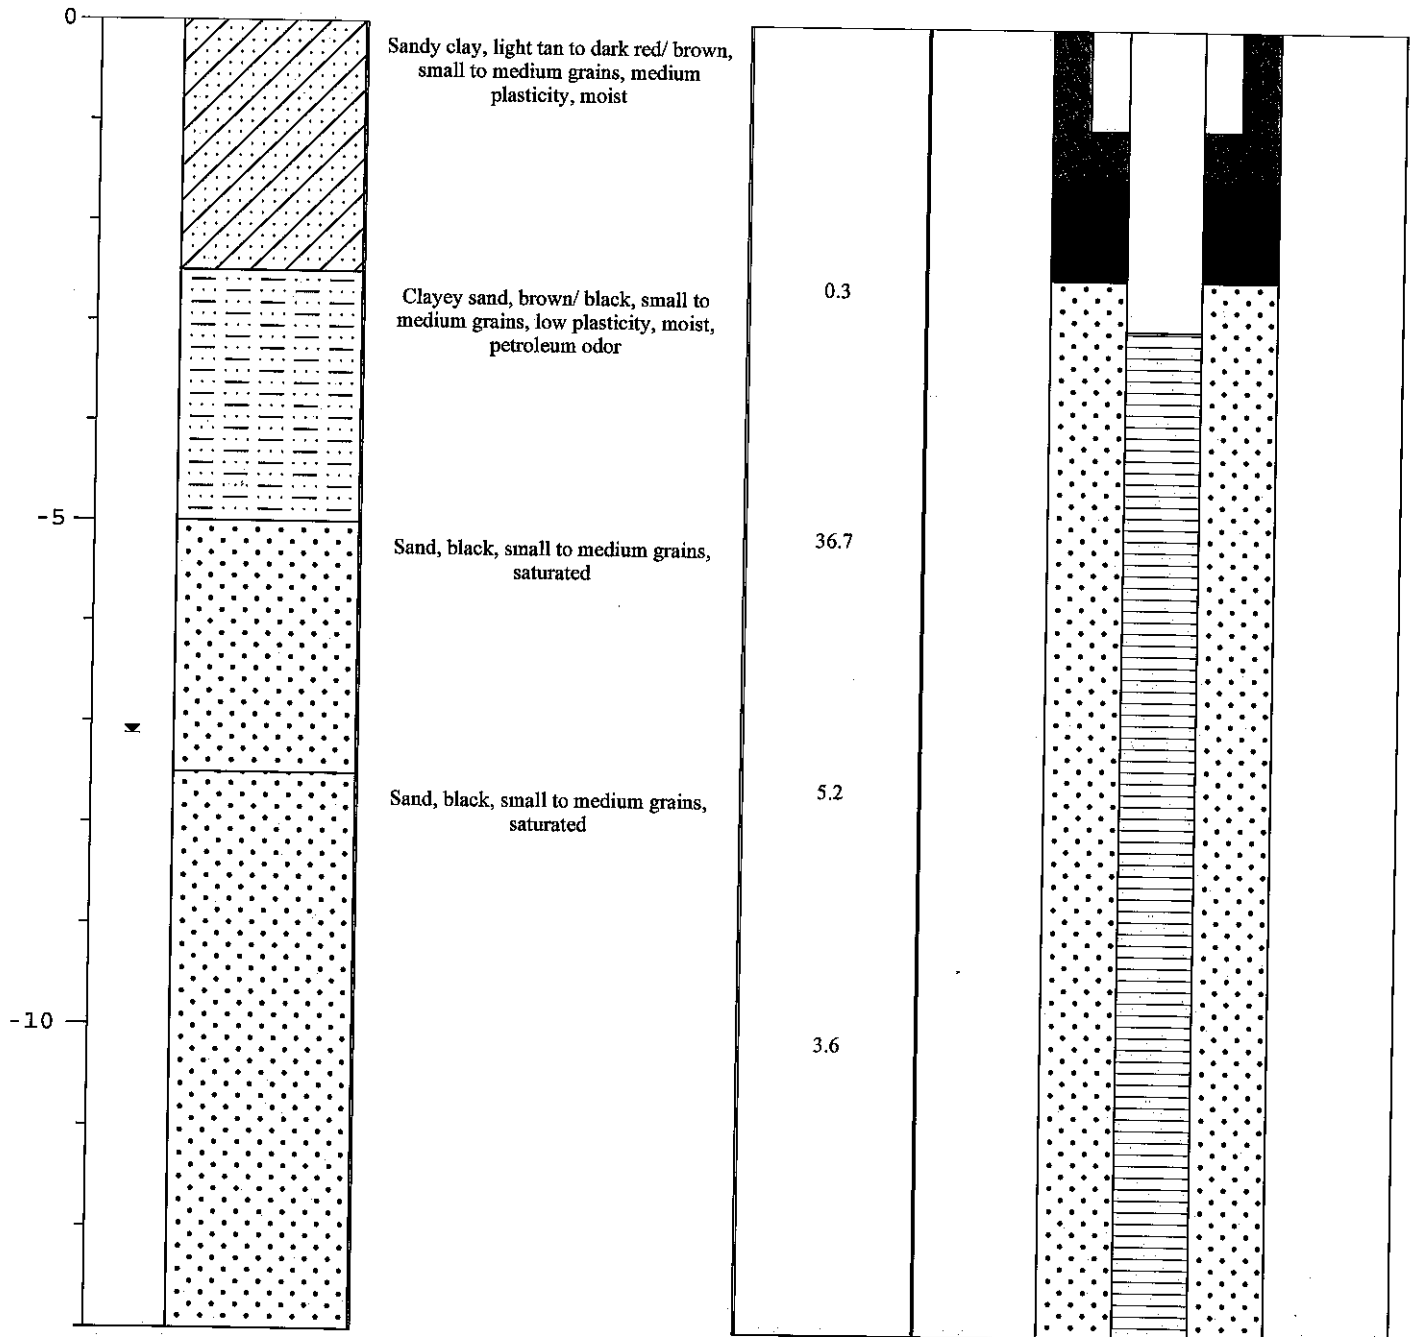 0
Sandy clay, light tan to dark red/ brown,
small to medium grains, medium
plasticity, moist
Clayey sand, brown/ black, small to
medium grains, low plasticity, moist,
petroleum odor
0.3
-5
Sand, black, small to medium grains,
saturated
36.7
Sand, black, small to medium grains,
saturated
5.2
-10
3.6